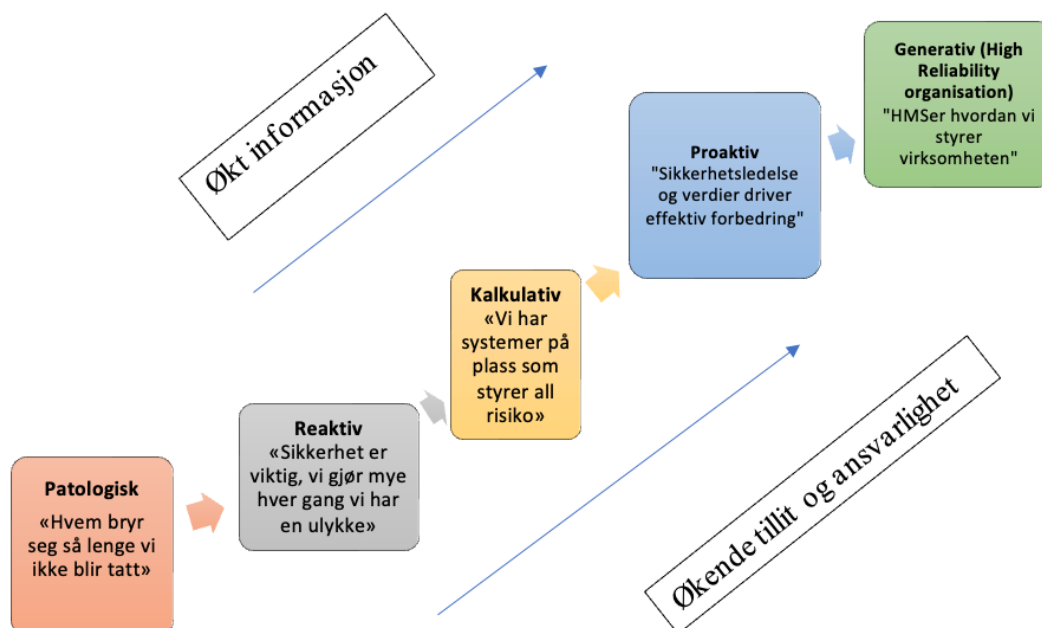 Økt informasjon
Generativ (High
Reliability
organisation)
"HMSer hvordan vi
styrer
virksomheten"
Proaktiv
"Sikkerhetsledelse
og verdier driver
effektiv forbedring"
Kalkulativ
«Vi har
systemer på
plass som
styrer all
risiko»
Reaktiv
«Sikkerhet er
viktig, vi gjør mye
hver gang vi har
en ulykke»
Patologisk
«Hvem bryr
seg så lenge vi
ikke blir tatt»
Økende tillit og ansvarlighet